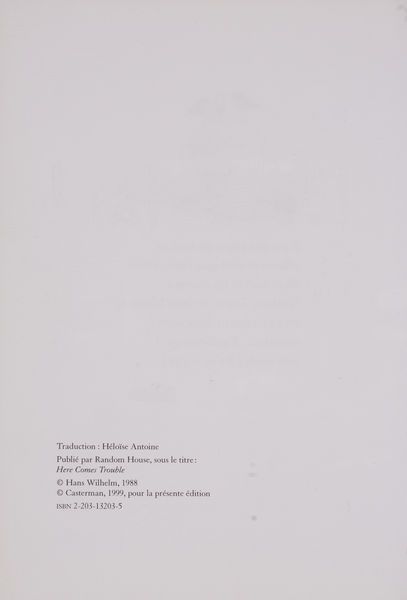 Traduction : Héloïse Antoine
Publié par Random House, sous le titre :
Here Comes Trouble
© Hans Wilhelm, 1988
© Casterman, 1999, pour la présente édition
ISBN 2-203-13203-5